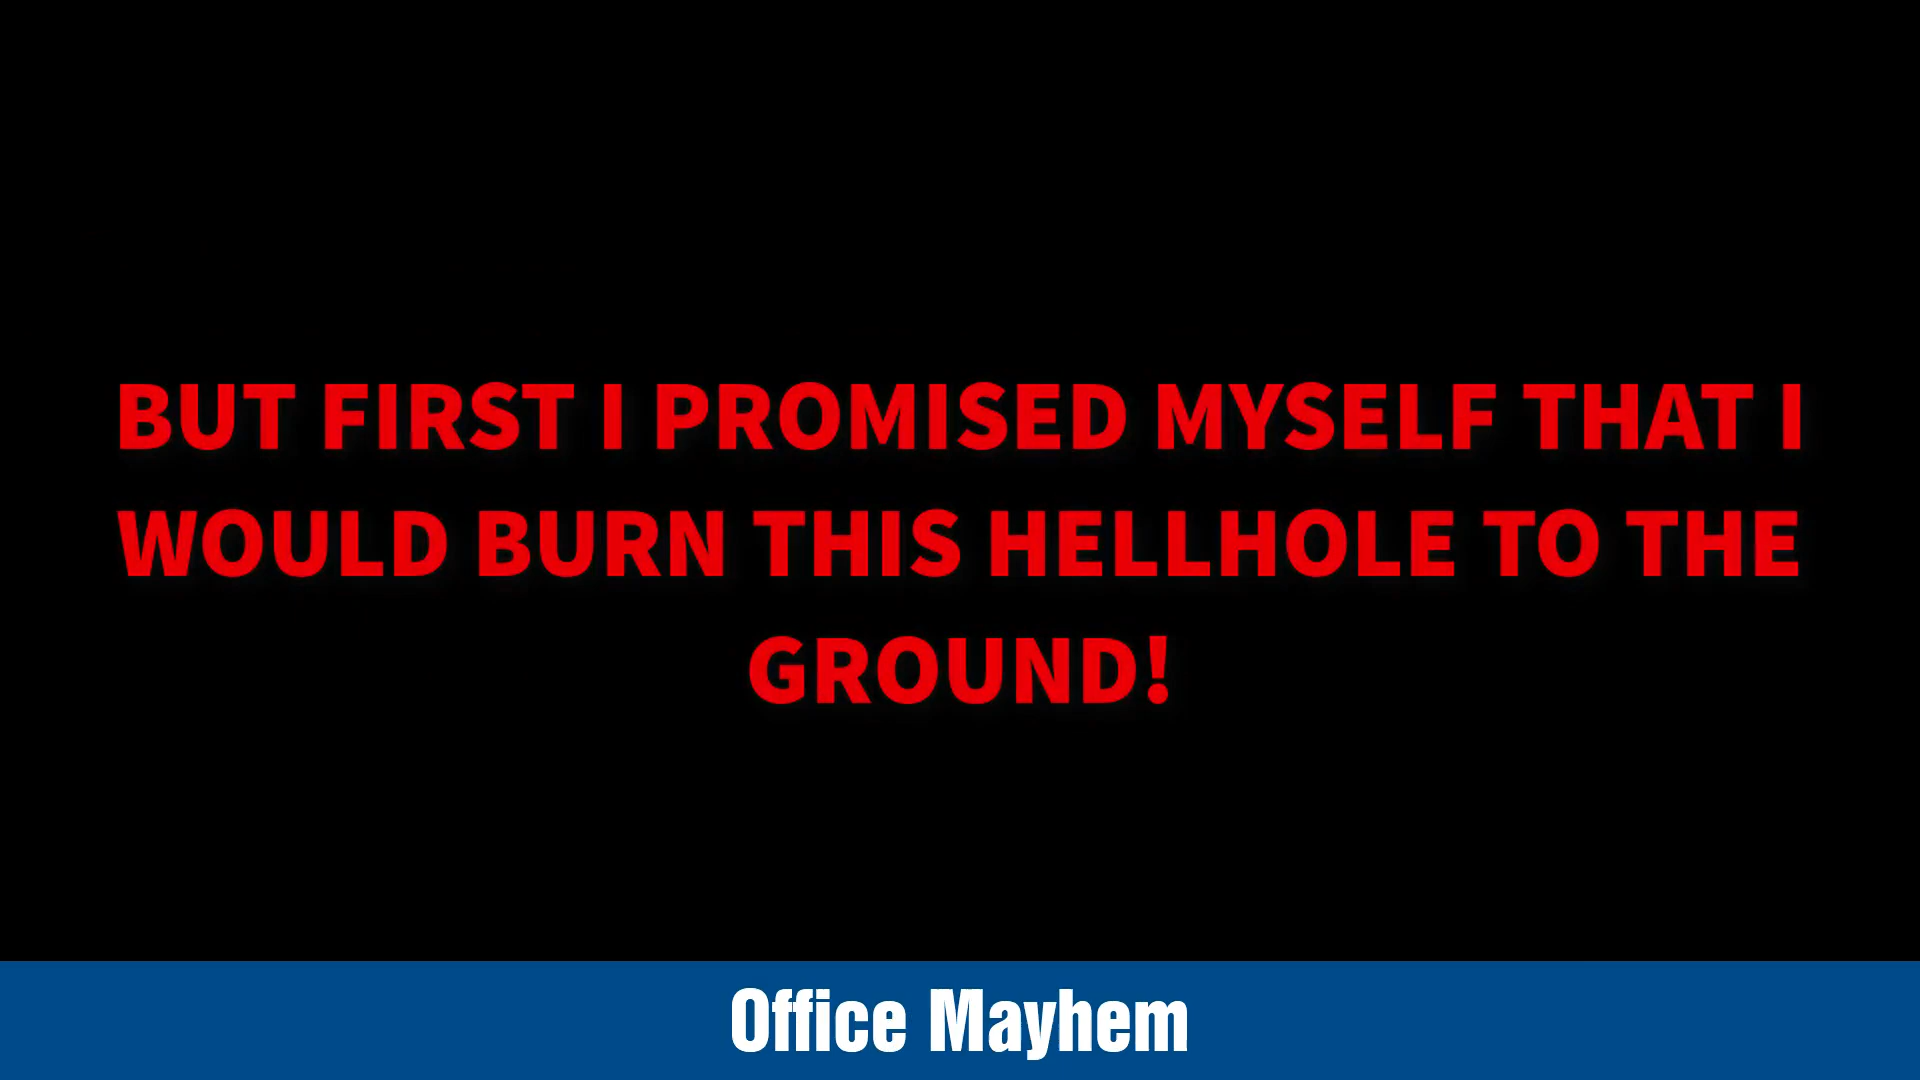 BUT FIRST I PROMISED MYSELF THAT I
WOULD BURN THIS HELLHOLE TO THE
GROUND!
Office Mayhem